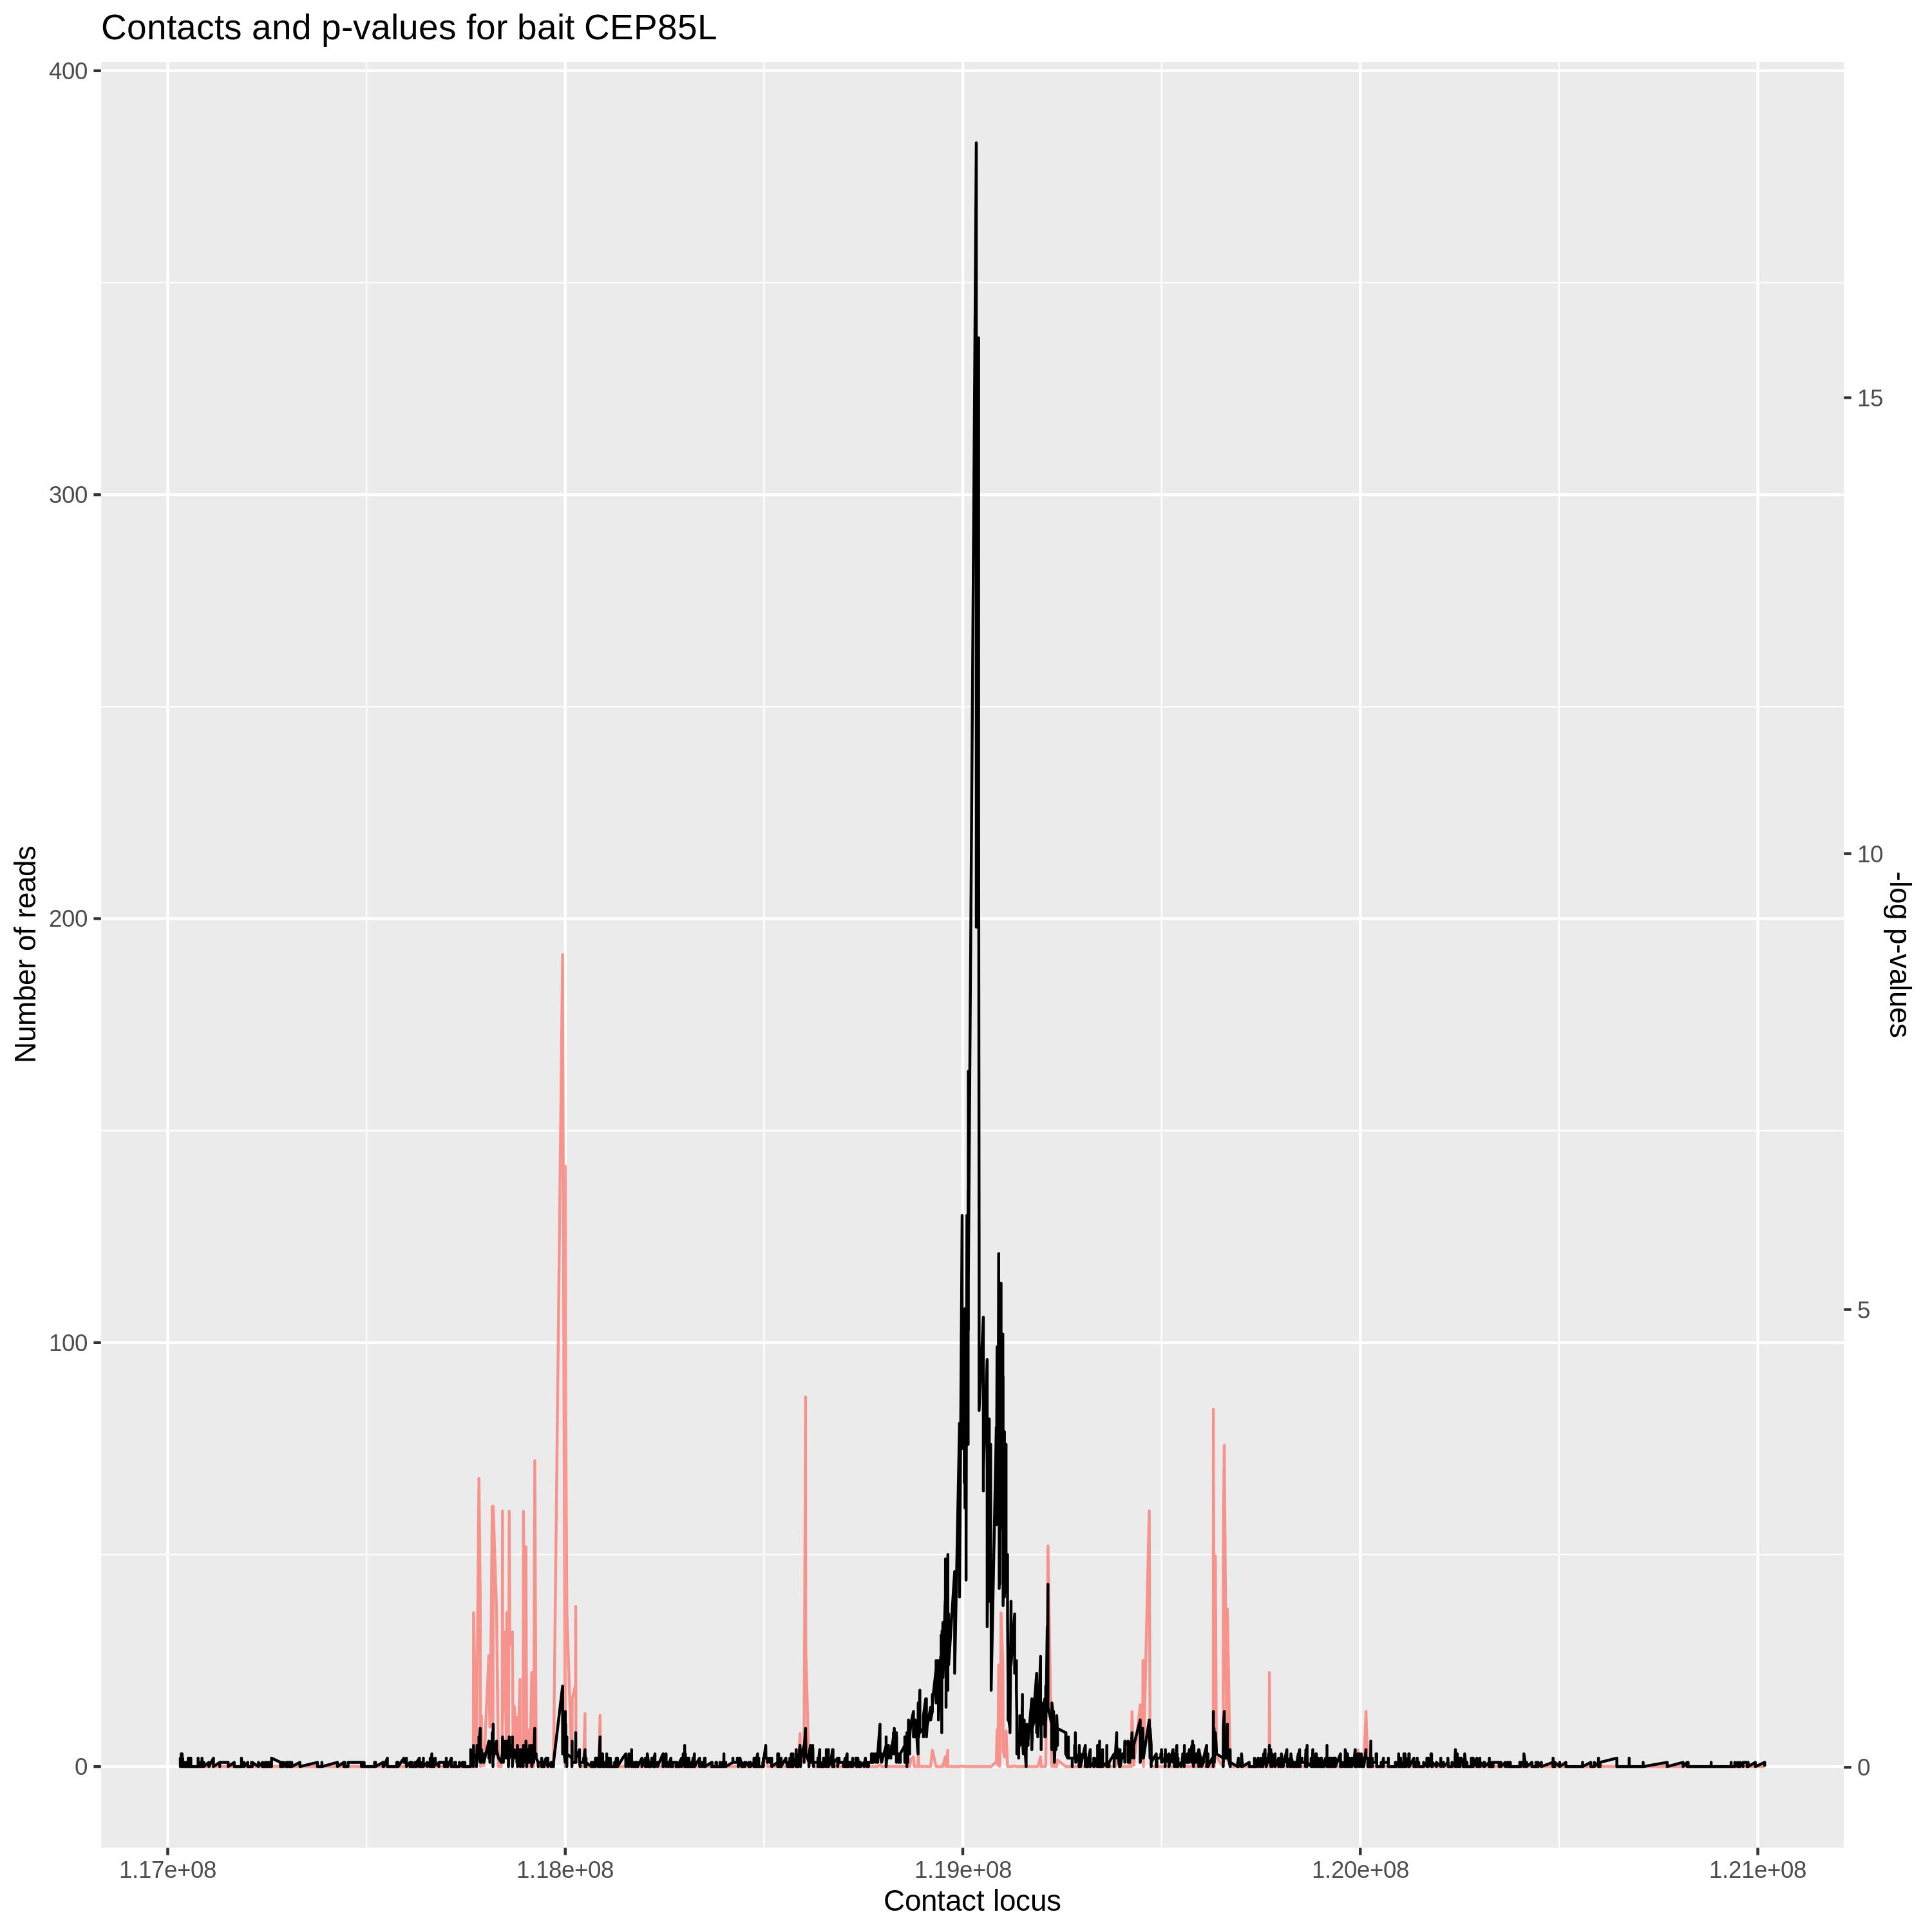 Contacts and p-values for bait CEP85L
400
300
200
100
0
Number of reads
15
10
5
0
-log p-values
1.17e+08
1.18e+08
1.19e+08
1.20e+08
1.21e+08
Contact locus